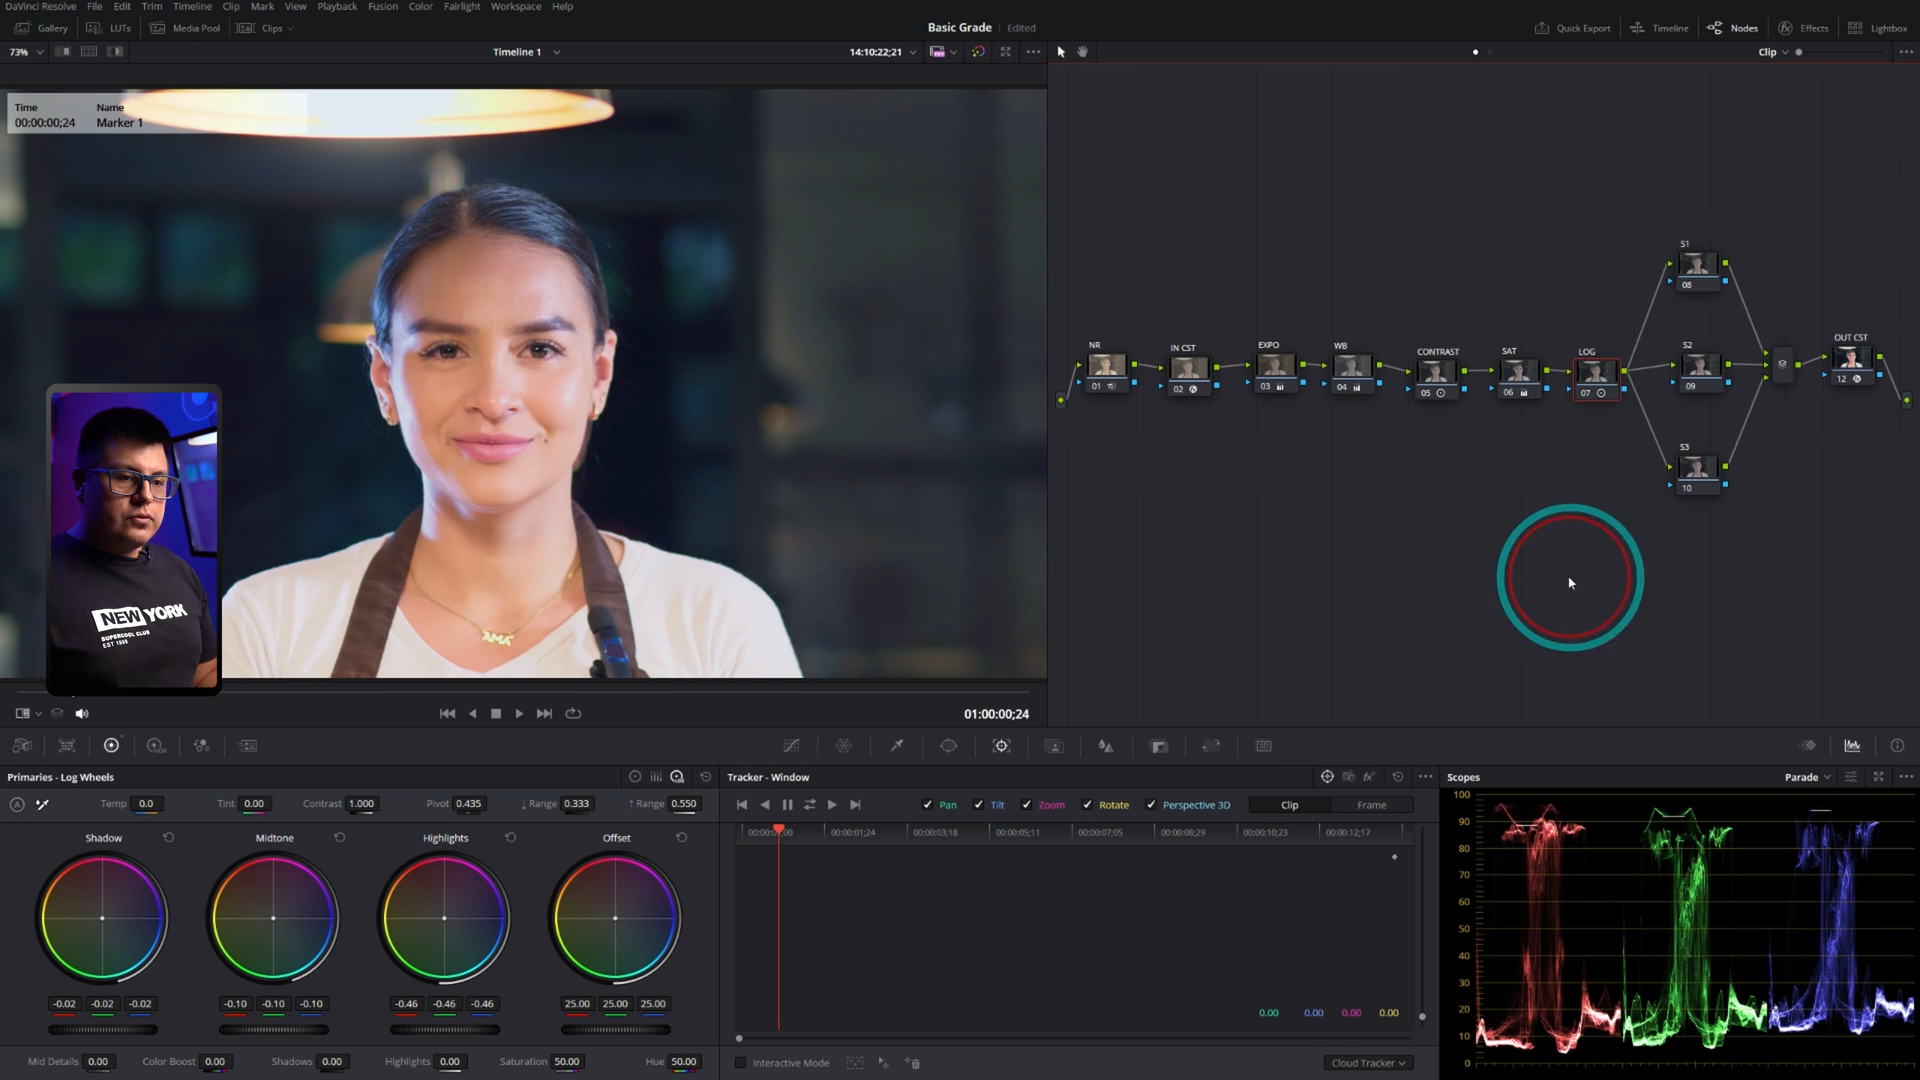 DaVinci Resolve File Edit Trim Timeline Clip Mark View Playback Fusion Color Fairlight Workspace Help
Gallery LUTs Media Pool Clips Basic Grade Edited Quick Export Timeline Nodes Effects Lightbox
73% Timeline 1 14:10:22;21 Clip
Time Name
00:00:00;24 Marker 1
S1
08
NR IN CST EXPO WB CONTRAST SAT LOG S2 OUT CST
01 02 03 04 05 06 07 09 12
S3
10
AMA
NEW YORK
SUPERCOOL CLUB
EST 1998
01:00:00;24
Primaries - Log Wheels Tracker - Window Scopes Parade
Temp 0.0 Tint 0.00 Contrast 1.000 Pivot 0.435 Range 0.333 Range 0.550
Pan Tilt Zoom Rotate Perspective 3D Clip Frame
Shadow Midtone Highlights Offset
00:00:01;24 00:00:03;18 00:00:05;11 00:00:07;05 00:00:08;29 00:00:10;23 00:00:12;17
100
90
80
70
60
50
40
30
20
10
0
-0.02 -0.02 -0.02 -0.10 -0.10 -0.10 -0.46 -0.46 -0.46 25.00 25.00 25.00
0.00 0.00 0.00 0.00
Mid Details 0.00 Color Boost 0.00 Shadows 0.00 Highlights 0.00 Saturation 50.00 Hue 50.00
Interactive Mode Cloud Tracker